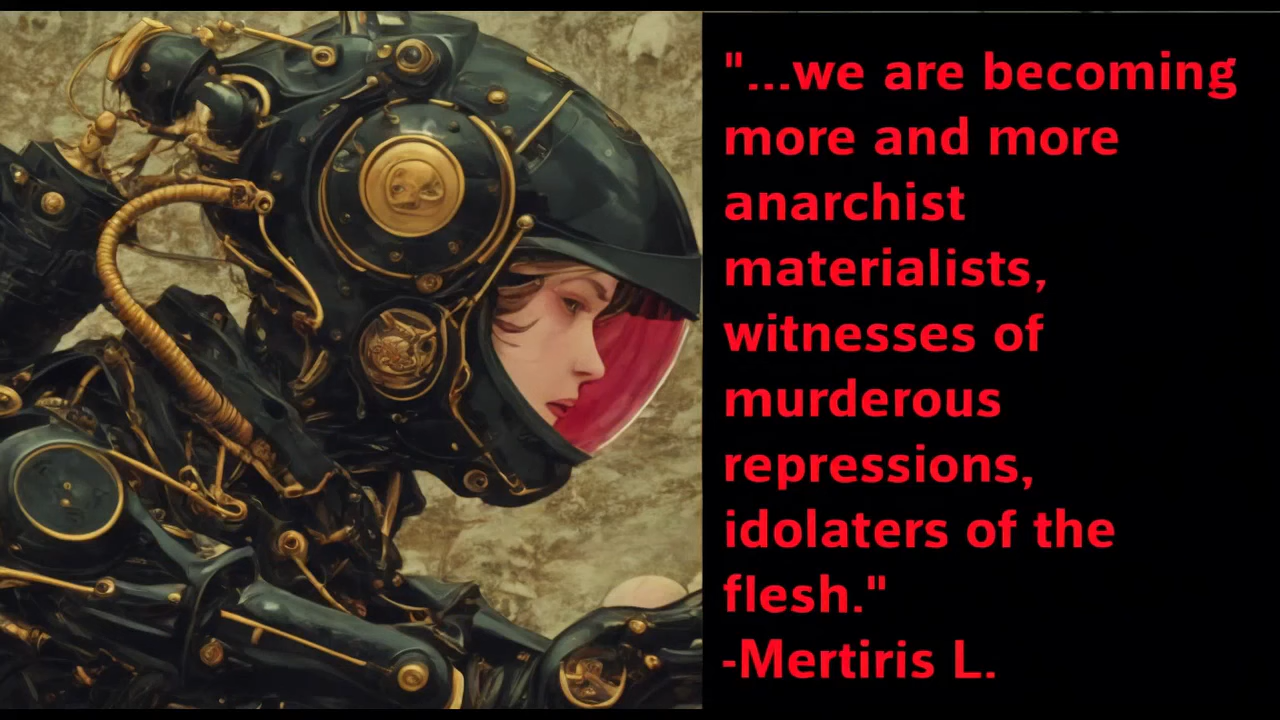 "...we are becoming
more and more
anarchist
materialists,
witnesses of
murderous
repressions,
idolaters of the
flesh."
-Mertiris L.